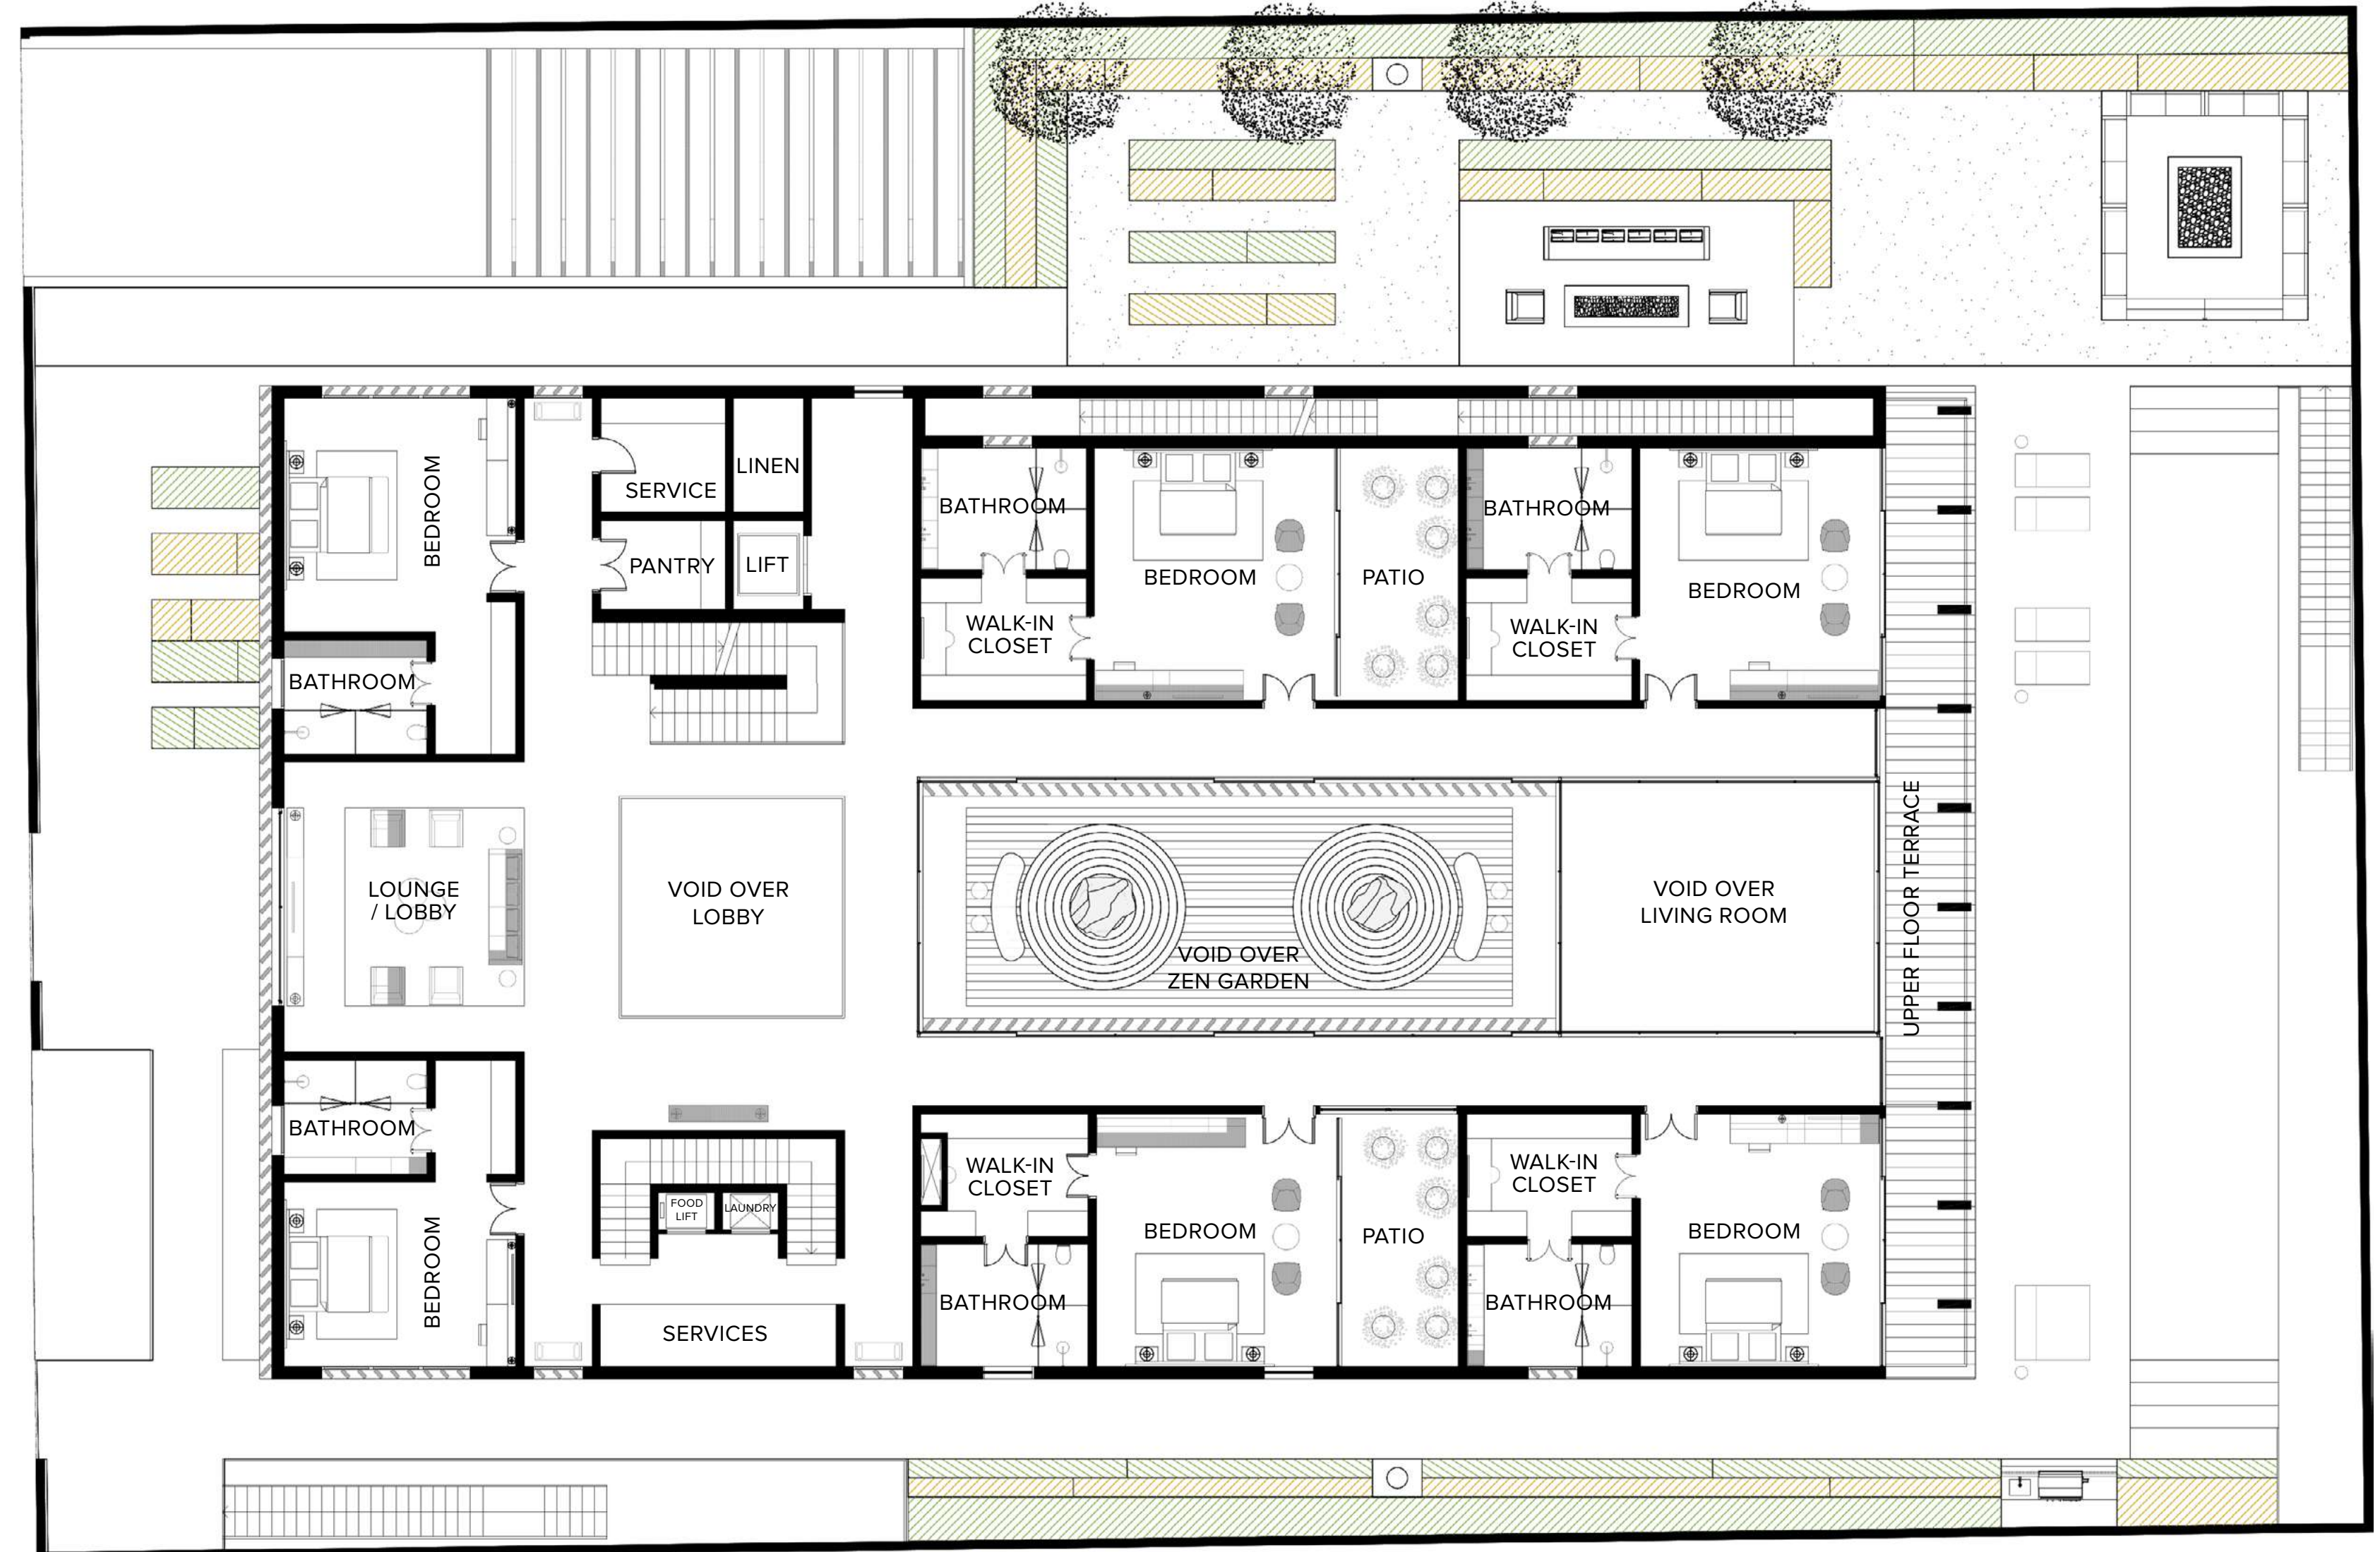 BEDROOM
SERVICE
LINEN
PANTRY
LIFT
BATHROOM
BATHROOM
BEDROOM
PATIO
WALK-IN
CLOSET
BATHROOM
BEDROOM
WALK-IN
CLOSET
LOUNGE
/ LOBBY
VOID OVER
LOBBY
VOID OVER
ZEN GARDEN
VOID OVER
LIVING ROOM
UPPER FLOOR TERRACE
BATHROOM
BEDROOM
FOOD
LIFT
LAUNDRY
SERVICES
WALK-IN
CLOSET
BEDROOM
PATIO
BATHROOM
WALK-IN
CLOSET
BEDROOM
BATHROOM